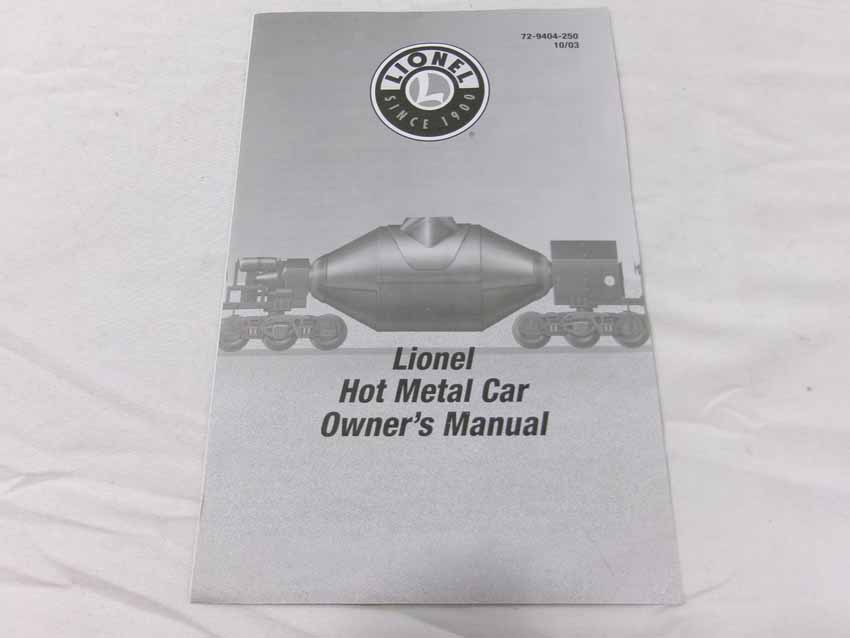 72-9404-250
10/03
LIONEL
L
SINCE 1900
®
Lionel
Hot Metal Car
Owner's Manual